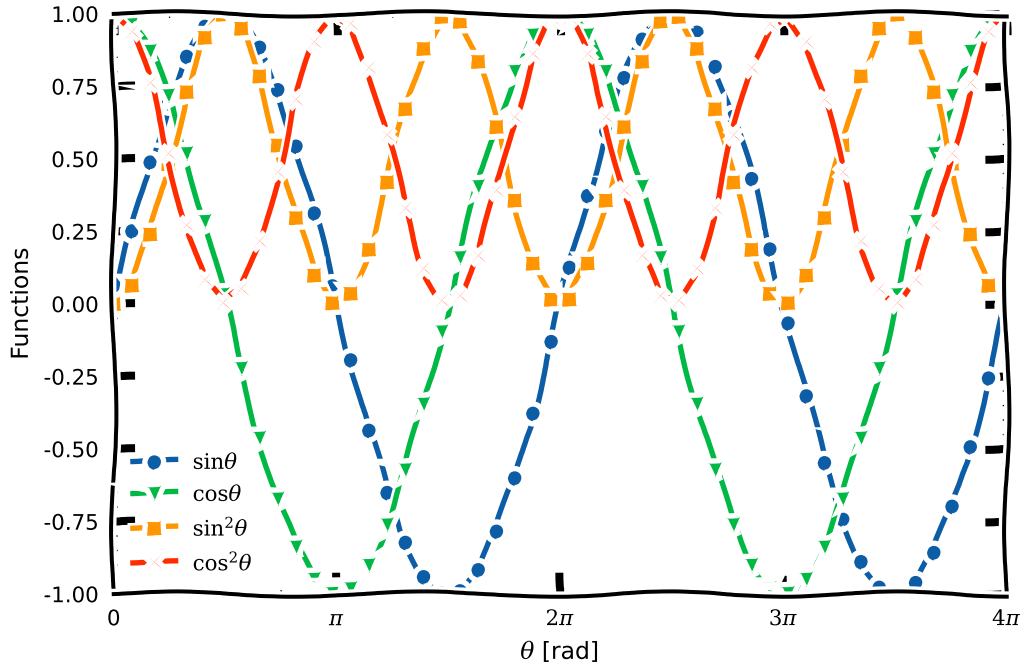 1.00
0.75
0.50
0.25
0.00
-0.25
-0.50
-0.75
-1.00
Functions
sinθ
cosθ
sin²θ
cos²θ
0 π 2π 3π 4π
θ [rad]